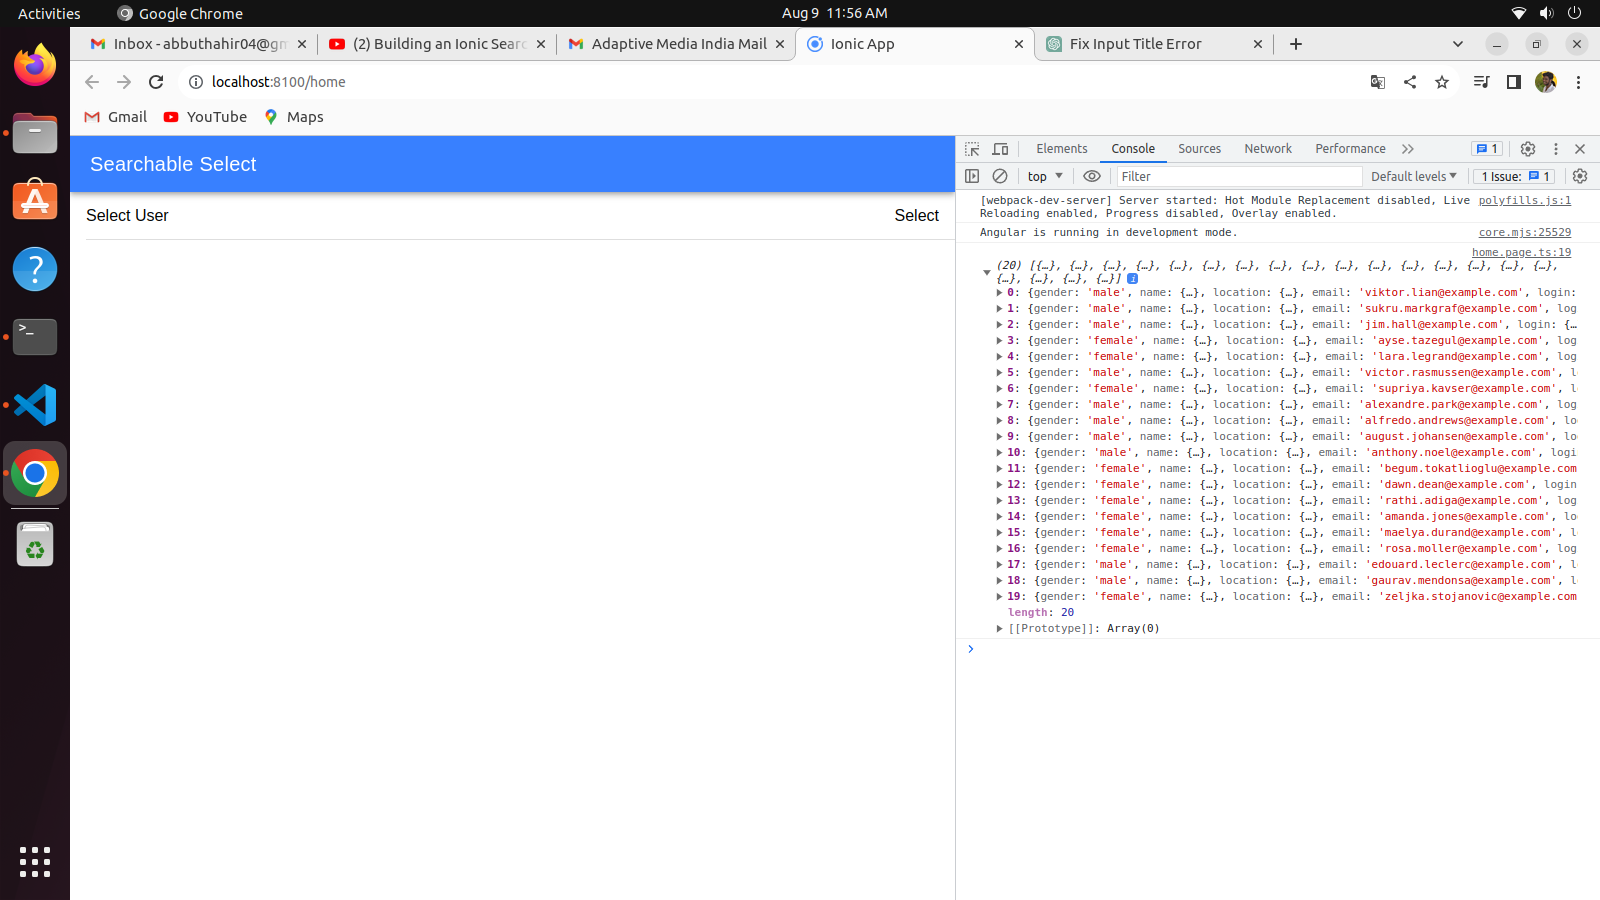 Activities
Google Chrome
Aug 9 11:56 AM
Inbox - abbuthahir04@gm
(2) Building an Ionic Searc
Adaptive Media India Mail
Ionic App
Fix Input Title Error
localhost:8100/home
Gmail
YouTube
Maps
Searchable Select
Select User
Select
Elements
Console
Sources
Network
Performance
1
top
Filter
Default levels
1 Issue: 1
[webpack-dev-server] Server started: Hot Module Replacement disabled, Live polyfills.js:1
Reloading enabled, Progress disabled, Overlay enabled.
Angular is running in development mode. core.mjs:25529
home.page.ts:19
(20) [{…}, {…}, {…}, {…}, {…}, {…}, {…}, {…}, {…}, {…}, {…}, {…}, {…}, {…}, {…}, {…},
{…}, {…}, {…}, {…}] i
0: {gender: 'male', name: {…}, location: {…}, email: 'viktor.lian@example.com', login:
1: {gender: 'male', name: {…}, location: {…}, email: 'sukru.markgraf@example.com', log
2: {gender: 'male', name: {…}, location: {…}, email: 'jim.hall@example.com', login: {…
3: {gender: 'female', name: {…}, location: {…}, email: 'ayse.tazegul@example.com', log
4: {gender: 'female', name: {…}, location: {…}, email: 'lara.legrand@example.com', log
5: {gender: 'male', name: {…}, location: {…}, email: 'victor.rasmussen@example.com', l
6: {gender: 'female', name: {…}, location: {…}, email: 'supriya.kavser@example.com', l
7: {gender: 'male', name: {…}, location: {…}, email: 'alexandre.park@example.com', log
8: {gender: 'male', name: {…}, location: {…}, email: 'alfredo.andrews@example.com', lo
9: {gender: 'male', name: {…}, location: {…}, email: 'august.johansen@example.com', lo
10: {gender: 'male', name: {…}, location: {…}, email: 'anthony.noel@example.com', logi
11: {gender: 'female', name: {…}, location: {…}, email: 'begum.tokatlioglu@example.com
12: {gender: 'female', name: {…}, location: {…}, email: 'dawn.dean@example.com', login
13: {gender: 'female', name: {…}, location: {…}, email: 'rathi.adiga@example.com', log
14: {gender: 'female', name: {…}, location: {…}, email: 'amanda.jones@example.com', lo
15: {gender: 'female', name: {…}, location: {…}, email: 'maelya.durand@example.com', l
16: {gender: 'female', name: {…}, location: {…}, email: 'rosa.moller@example.com', log
17: {gender: 'male', name: {…}, location: {…}, email: 'edouard.leclerc@example.com', l
18: {gender: 'male', name: {…}, location: {…}, email: 'gaurav.mendonsa@example.com', l
19: {gender: 'female', name: {…}, location: {…}, email: 'zeljka.stojanovic@example.com
length: 20
[[Prototype]]: Array(0)